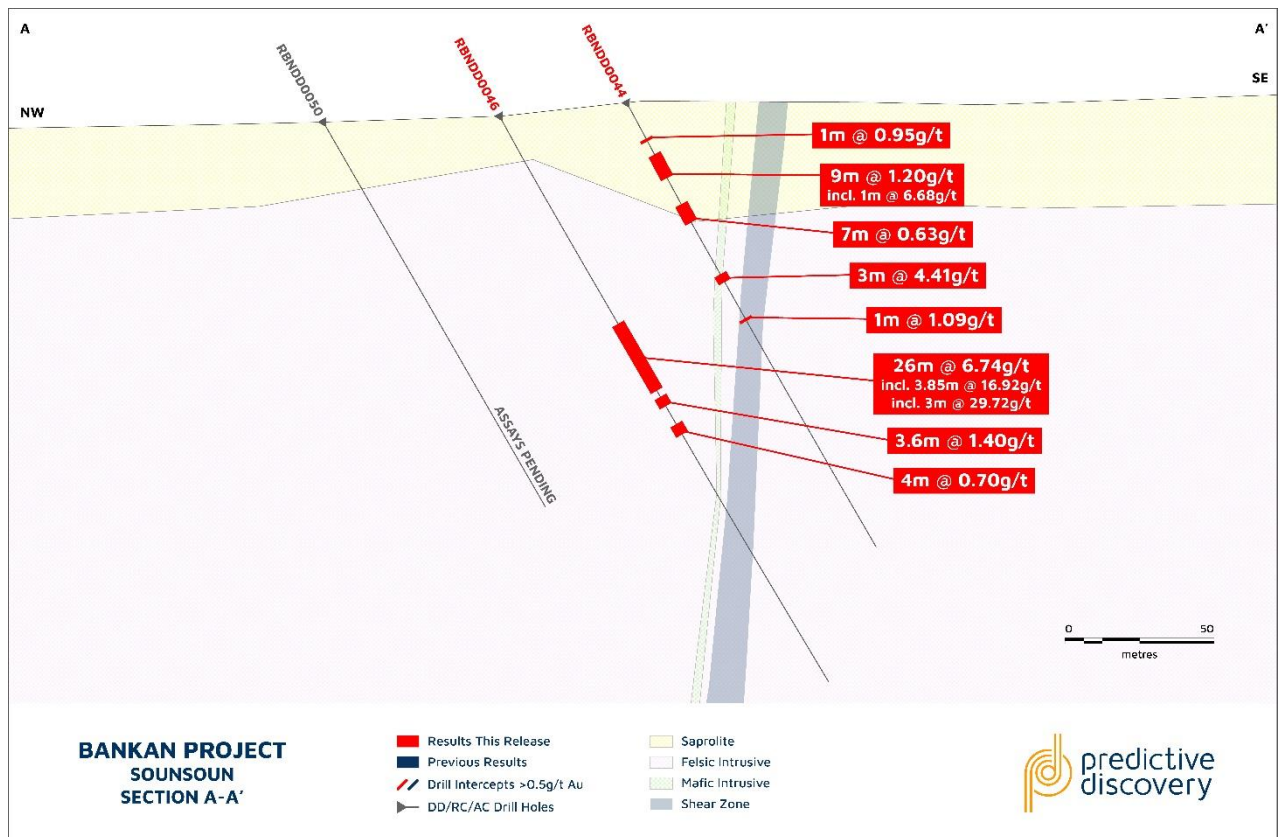 A
A'
NW
SE
RBNDD0050
RBNDD0046
RBNDD0044
1m @ 0.95g/t
9m @ 1.20g/t
incl. 1m @ 6.68g/t
7m @ 0.63g/t
3m @ 4.41g/t
1m @ 1.09g/t
26m @ 6.74g/t
incl. 3.85m @ 16.92g/t
incl. 3m @ 29.72g/t
3.6m @ 1.40g/t
4m @ 0.70g/t
ASSAYS PENDING
0 50
metres
BANKAN PROJECT
SOUNSOUN
SECTION A-A'
Results This Release
Previous Results
Drill Intercepts >0.5g/t Au
DD/RC/AC Drill Holes
Saprolite
Felsic Intrusive
Mafic Intrusive
Shear Zone
predictive
discovery